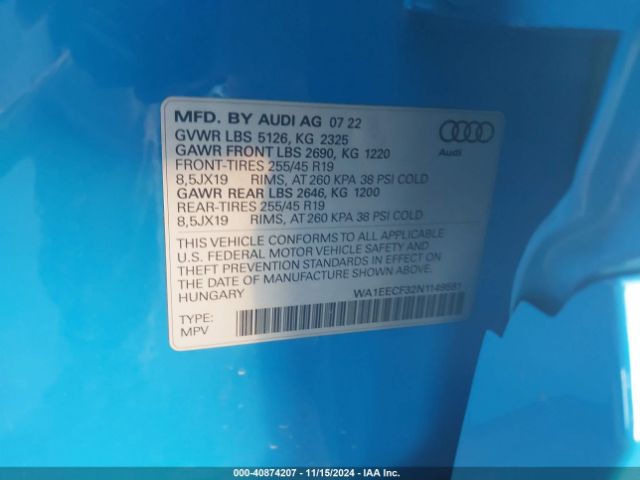 MFD. BY AUDI AG 07 22
GVWR LBS 5126, KG 2325
GAWR FRONT LBS 2690, KG 1220
FRONT-TIRES 255/45 R19
8,5JX19 RIMS, AT 260 KPA 38 PSI COLD
GAWR REAR LBS 2646, KG 1200
REAR-TIRES 255/45 R19
8,5JX19 RIMS, AT 260 KPA 38 PSI COLD
Audi
THIS VEHICLE CONFORMS TO ALL APPLICABLE
U.S. FEDERAL MOTOR VEHICLE SAFETY AND
THEFT PREVENTION STANDARDS IN EFFECT ON
THE DATE OF MANUFACTURE SHOWN ABOVE.
HUNGARY
WA1EECF32N1149581
TYPE:
MPV
000-40874207 - 11/15/2024 - IAA Inc.